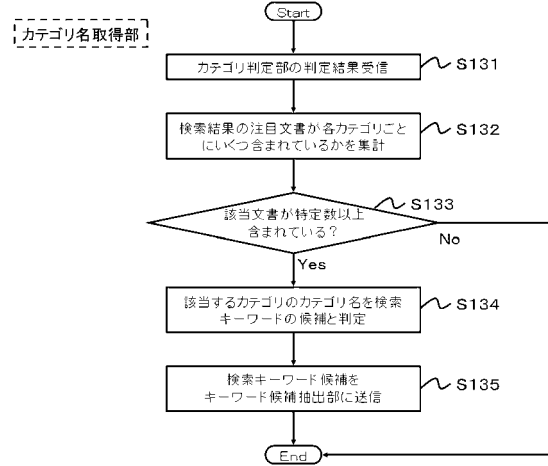 Start
カテゴリ名取得部
カテゴリ判定部の判定結果受信
S131
検索結果の注目文書が各カテゴリごと
にいくつ含まれているかを集計
S132
該当文書が特定数以上
含まれている?
S133
No
Yes
該当するカテゴリのカテゴリ名を検索
キーワードの候補と判定
S134
検索キーワード候補を
キーワード候補抽出部に送信
S135
End